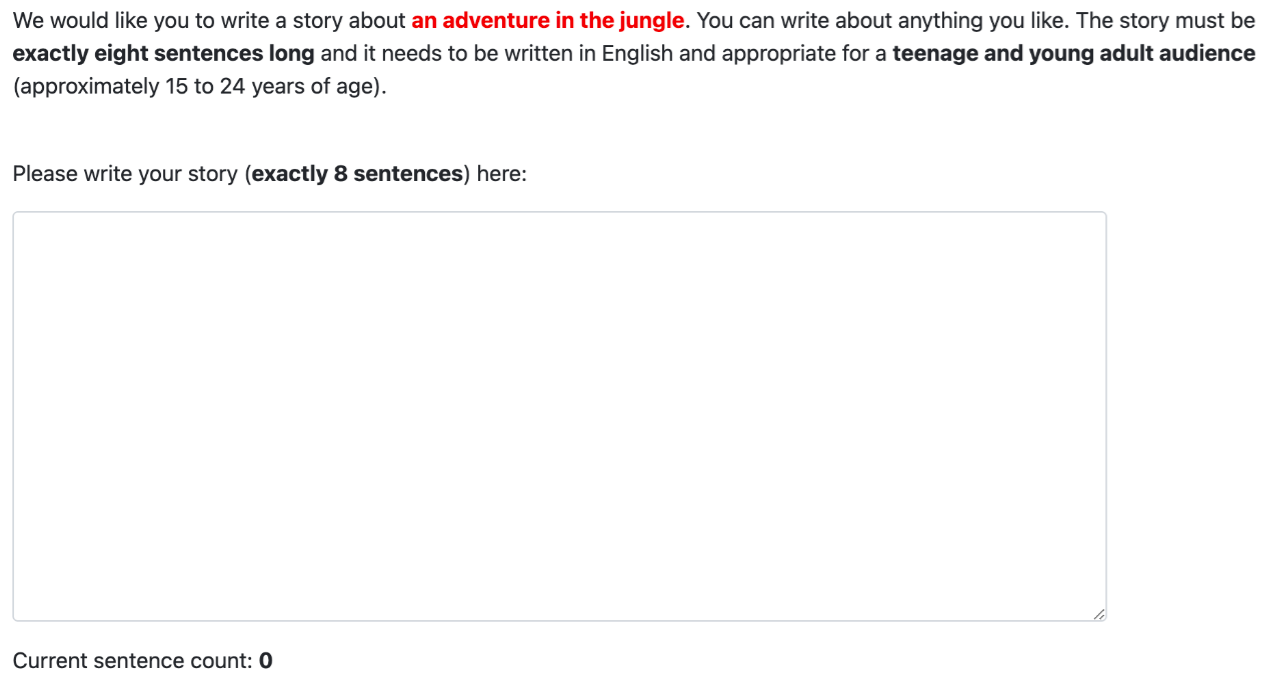 We would like you to write a story about an adventure in the jungle. You can write about anything you like. The story must be
exactly eight sentences long and it needs to be written in English and appropriate for a teenage and young adult audience
(approximately 15 to 24 years of age).
Please write your story (exactly 8 sentences) here:
Current sentence count: 0